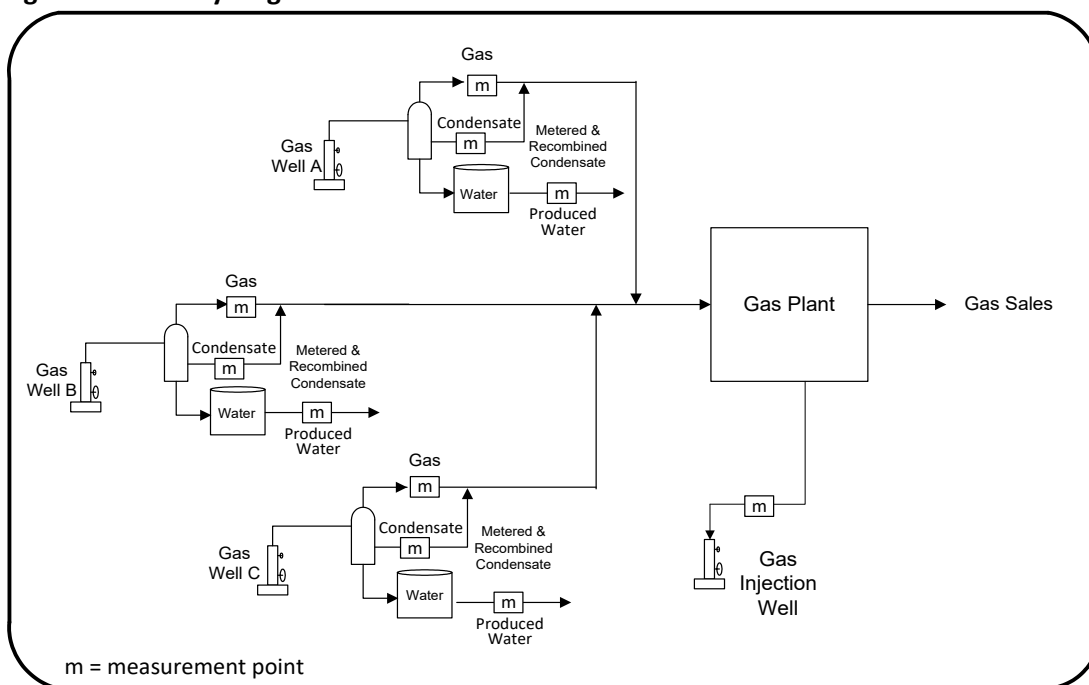 Gas
m
Condensate
m
Metered &
Recombined
Condensate
Gas
Well A
Water
m
Produced
Water
Gas
m
Condensate
m
Metered &
Recombined
Condensate
Gas
Well B
Water
m
Produced
Water
Gas Plant
Gas Sales
Gas
m
Condensate
m
Metered &
Recombined
Condensate
Gas
Well C
Water
m
Produced
Water
m
Gas
Injection
Well
m = measurement point